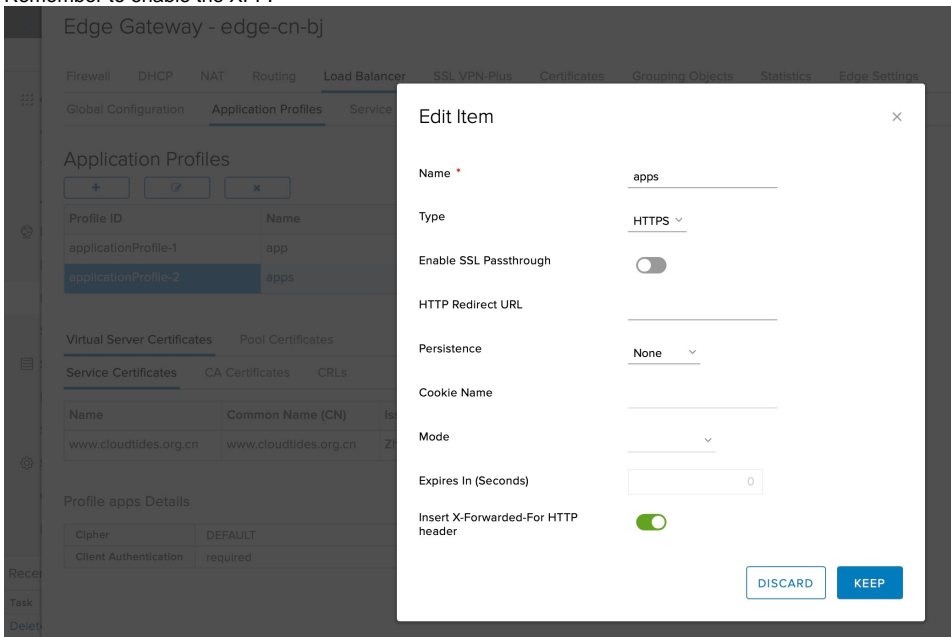 Edge Gateway - edge-cn-bj
Firewall DHCP NAT Routing Load Balancer SSL VPN-Plus Certificates Grouping Objects Statistics Edge Settings
Global Configuration Application Profiles Service
Application Profiles
Profile ID Name
applicationProfile-1 app
applicationProfile-2 apps
Virtual Server Certificates Pool Certificates
Service Certificates CA Certificates CRLs
Name Common Name (CN)
www.cloudtides.org.cn www.cloudtides.org.cn
Profile apps Details
Cipher DEFAULT
Client Authentication required
Task
Edit Item
Name *
apps
Type
HTTPS
Enable SSL Passthrough
HTTP Redirect URL
Persistence
None
Cookie Name
Mode
Expires In (Seconds)
0
Insert X-Forwarded-For HTTP
header
DISCARD KEEP